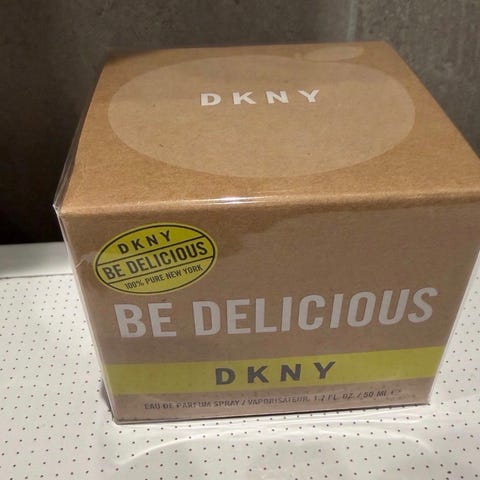 DKNY
DKNY
BE DELICIOUS
100% PURE NEW YORK
BE DELICIOUS
DKNY
EAU DE PARFUM SPRAY / VAPORISATEUR, 1.7 FL. OZ. / 50 ML ℮